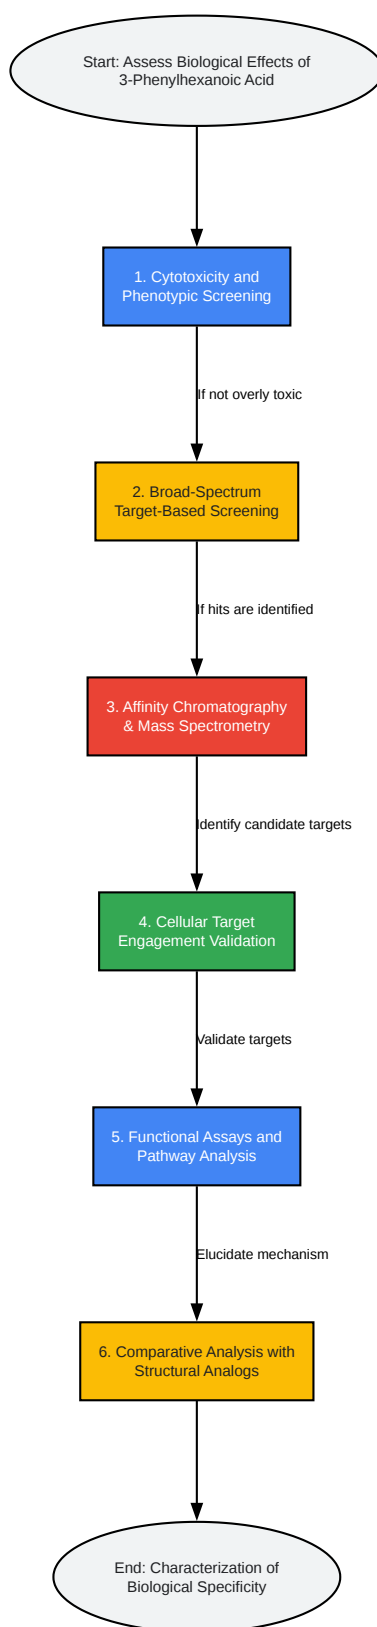 Start: Assess Biological Effects of
3-Phenylhexanoic Acid
1. Cytotoxicity and
Phenotypic Screening
If not overly toxic
2. Broad-Spectrum
Target-Based Screening
If hits are identified
3. Affinity Chromatography
& Mass Spectrometry
Identify candidate targets
4. Cellular Target
Engagement Validation
Validate targets
5. Functional Assays and
Pathway Analysis
Elucidate mechanism
6. Comparative Analysis with
Structural Analogs
End: Characterization of
Biological Specificity